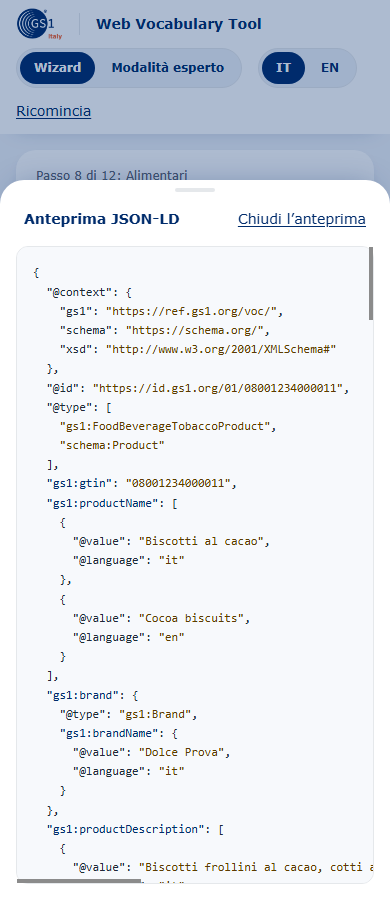 GS1
Italy
Web Vocabulary Tool
Wizard
Modalità esperto
IT
EN
Ricomincia
Passo 8 di 12: Alimentari
Anteprima JSON-LD
Chiudi l’anteprima
{
  "@context": {
    "gs1": "https://ref.gs1.org/voc/",
    "schema": "https://schema.org/",
    "xsd": "http://www.w3.org/2001/XMLSchema#"
  },
  "@id": "https://id.gs1.org/01/08001234000011",
  "@type": [
    "gs1:FoodBeverageTobaccoProduct",
    "schema:Product"
  ],
  "gs1:gtin": "08001234000011",
  "gs1:productName": [
    {
      "@value": "Biscotti al cacao",
      "@language": "it"
    },
    {
      "@value": "Cocoa biscuits",
      "@language": "en"
    }
  ],
  "gs1:brand": {
    "@type": "gs1:Brand",
    "gs1:brandName": {
      "@value": "Dolce Prova",
      "@language": "it"
    }
  },
  "gs1:productDescription": [
    {
      "@value": "Biscotti frollini al cacao, cotti a